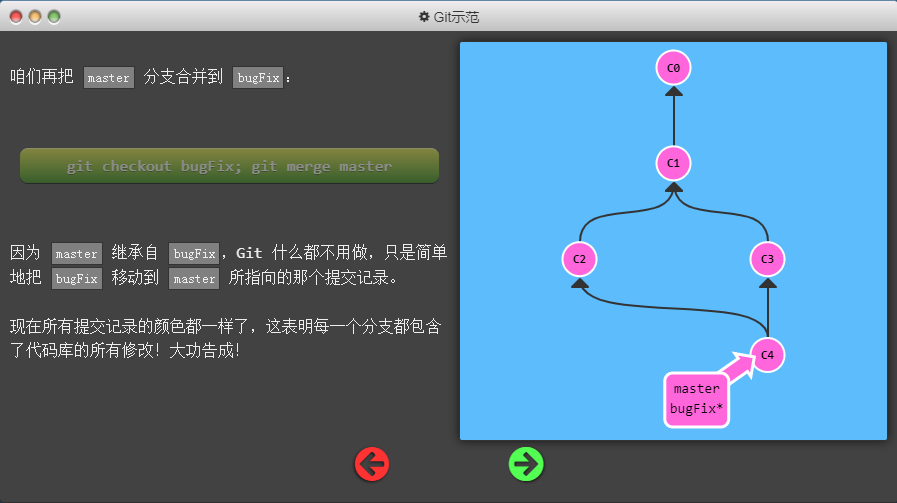 Git示范
咱们再把 master 分支合并到 bugFix：
git checkout bugFix; git merge master
因为 master 继承自 bugFix，Git 什么都不用做，只是简单
地把 bugFix 移动到 master 所指向的那个提交记录。
现在所有提交记录的颜色都一样了，这表明每一个分支都包含
了代码库的所有修改！大功告成！
C0
C1
C2
C3
C4
master
bugFix*